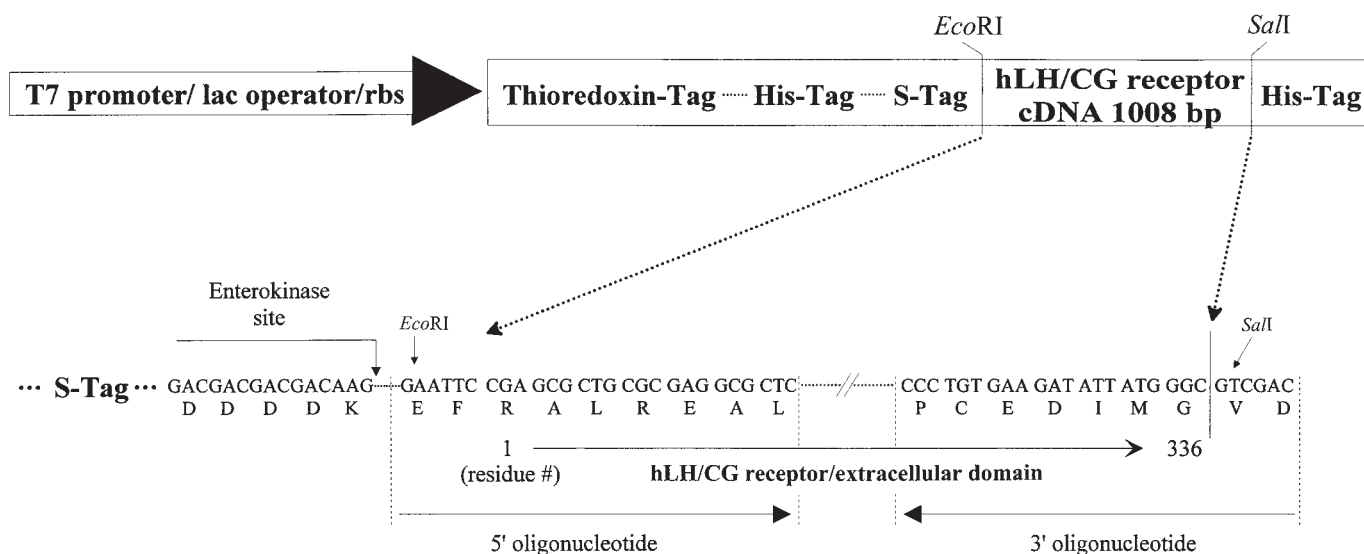 EcoRI SalI
T7 promoter/ lac operator/rbs Thioredoxin-Tag ······ His-Tag ······ S-Tag hLH/CG receptor His-Tag
cDNA 1008 bp
Enterokinase
site
EcoRI SalI
··· S-Tag ··· GACGACGACGACAAG······GAATTC CGA GCG CTG CGC GAG GCG CTC ······//······ CCC TGT GAA GAT ATT ATG GGC GTCGAC
D D D D K E F R A L R E A L P C E D I M G V D
1 336
(residue #) hLH/CG receptor/extracellular domain
5' oligonucleotide 3' oligonucleotide